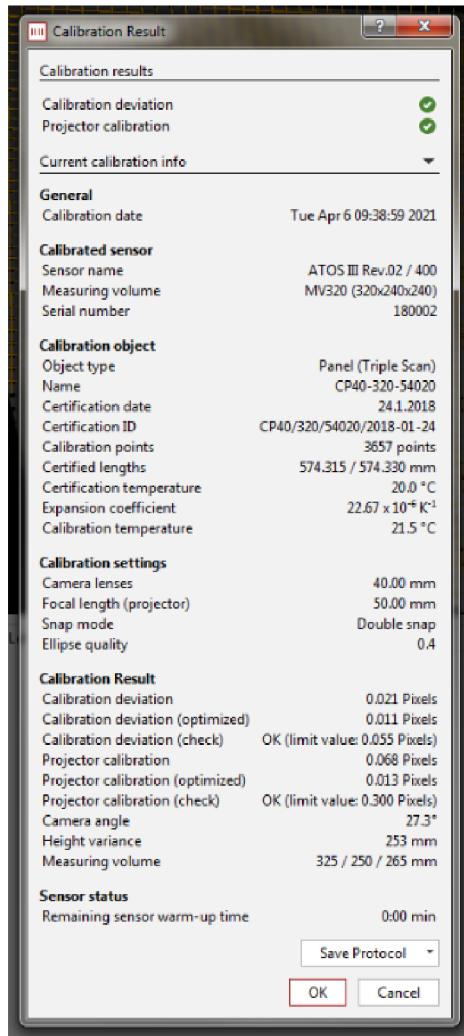 Calibration Result
Calibration results
Calibration deviation
Projector calibration
Current calibration info
General
Calibration date Tue Apr 6 09:38:59 2021
Calibrated sensor
Sensor name ATOS III Rev.02 / 400
Measuring volume MV320 (320x240x240)
Serial number 180002
Calibration object
Object type Panel (Triple Scan)
Name CP40-320-54020
Certification date 24.1.2018
Certification ID CP40/320/54020/2018-01-24
Calibration points 3657 points
Certified lengths 574.315 / 574.330 mm
Certification temperature 20.0 °C
Expansion coefficient 22.67 x 10⁻⁶ K⁻¹
Calibration temperature 21.5 °C
Calibration settings
Camera lenses 40.00 mm
Focal length (projector) 50.00 mm
Snap mode Double snap
Ellipse quality 0.4
Calibration Result
Calibration deviation 0.021 Pixels
Calibration deviation (optimized) 0.011 Pixels
Calibration deviation (check) OK (limit value: 0.055 Pixels)
Projector calibration 0.068 Pixels
Projector calibration (optimized) 0.013 Pixels
Projector calibration (check) OK (limit value: 0.300 Pixels)
Camera angle 27.3°
Height variance 253 mm
Measuring volume 325 / 250 / 265 mm
Sensor status
Remaining sensor warm-up time 0:00 min
Save Protocol
OK Cancel